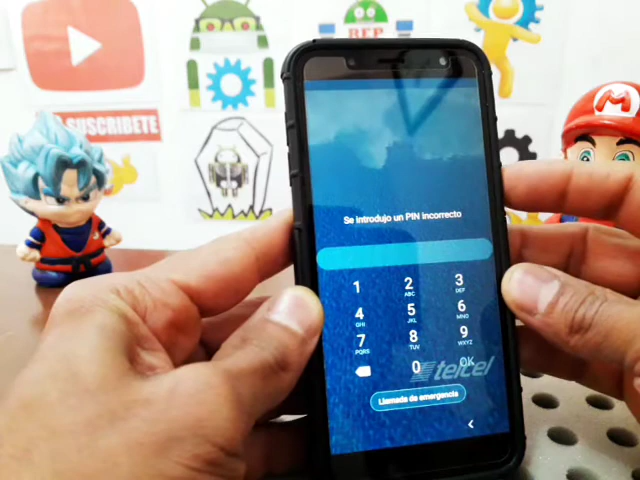 RFP
SUSCRIBETE
M
Se introdujo un PIN incorrecto
1 2 3
ABC DEF
4 5 6
GHI JKL MNO
7 8 9
PQRS TUV WXYZ
0 OK
telcel
Llamada de emergencia